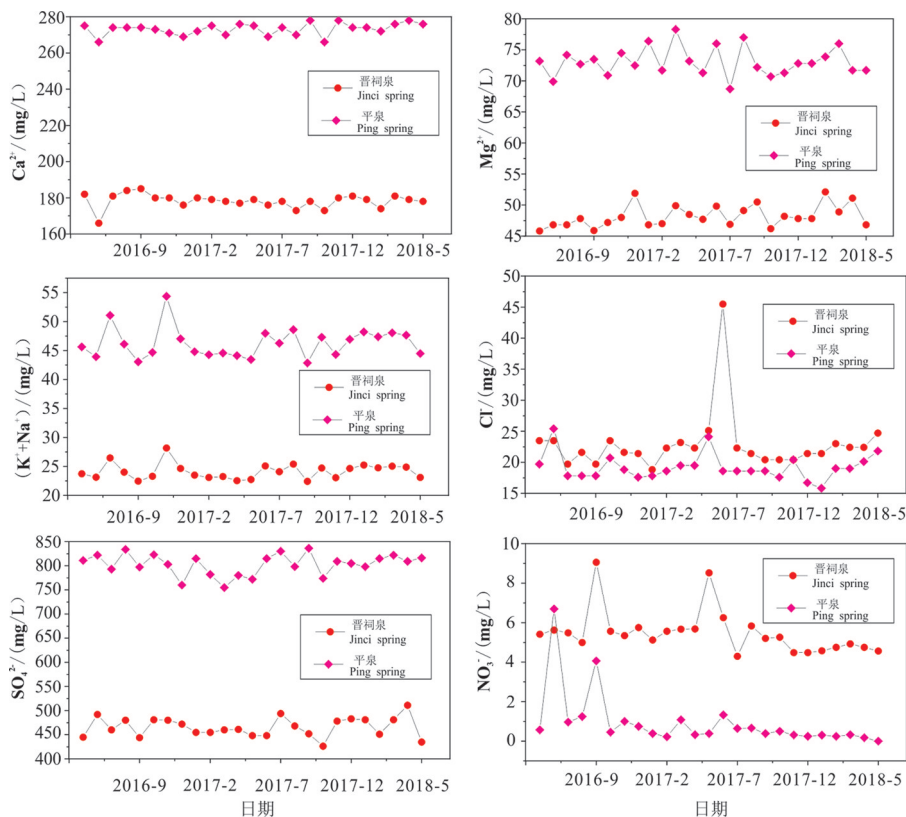 280
260
240
220
200
180
160
Ca²⁺/(mg/L)
晋祠泉
Jinci spring
平泉
Ping spring
2016-9
2017-2
2017-7
2017-12
2018-5
80
75
70
65
60
55
50
45
Mg²⁺/(mg/L)
晋祠泉
Jinci spring
平泉
Ping spring
2016-9
2017-2
2017-7
2017-12
2018-5
55
50
45
40
35
30
25
20
(K⁺+Na⁺)/(mg/L)
晋祠泉
Jinci spring
平泉
Ping spring
2016-9
2017-2
2017-7
2017-12
2018-5
50
45
40
35
30
25
20
15
Cl⁻/(mg/L)
晋祠泉
Jinci spring
平泉
Ping spring
2016-9
2017-2
2017-7
2017-12
2018-5
850
800
750
700
650
600
550
500
450
400
SO₄²⁻/(mg/L)
晋祠泉
Jinci spring
平泉
Ping spring
2016-9
2017-2
2017-7
2017-12
2018-5
日期
10
8
6
4
2
0
NO₃⁻/(mg/L)
晋祠泉
Jinci spring
平泉
Ping spring
2016-9
2017-2
2017-7
2017-12
2018-5
日期